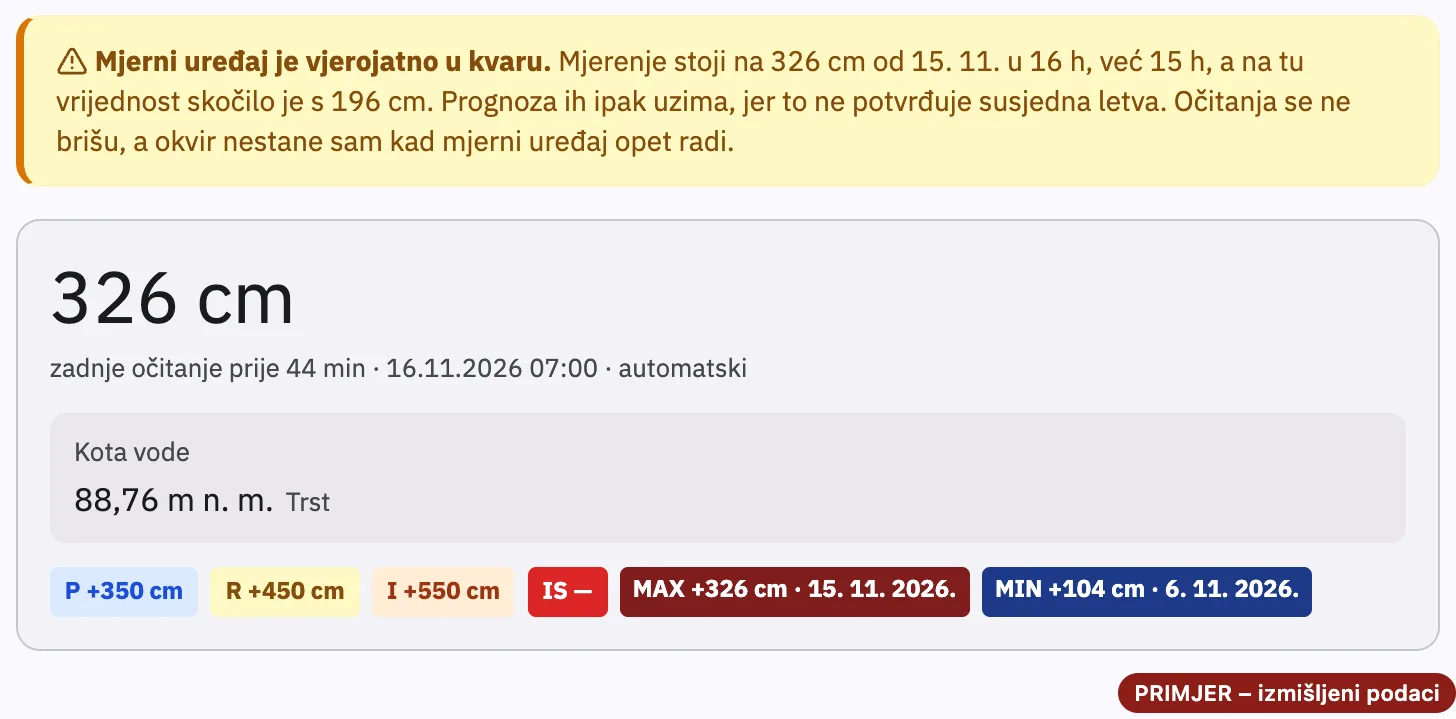 ⚠ Mjerni uređaj je vjerojatno u kvaru. Mjerenje stoji na 326 cm od 15. 11. u 16 h, već 15 h, a na tu
vrijednost skočilo je s 196 cm. Prognoza ih ipak uzima, jer to ne potvrđuje susjedna letva. Očitanja se ne
brišu, a okvir nestane sam kad mjerni uređaj opet radi.
326 cm
zadnje očitanje prije 44 min · 16.11.2026 07:00 · automatski
Kota vode
88,76 m n. m. Trst
P +350 cm R +450 cm I +550 cm IS — MAX +326 cm · 15. 11. 2026. MIN +104 cm · 6. 11. 2026.
PRIMJER – izmišljeni podaci